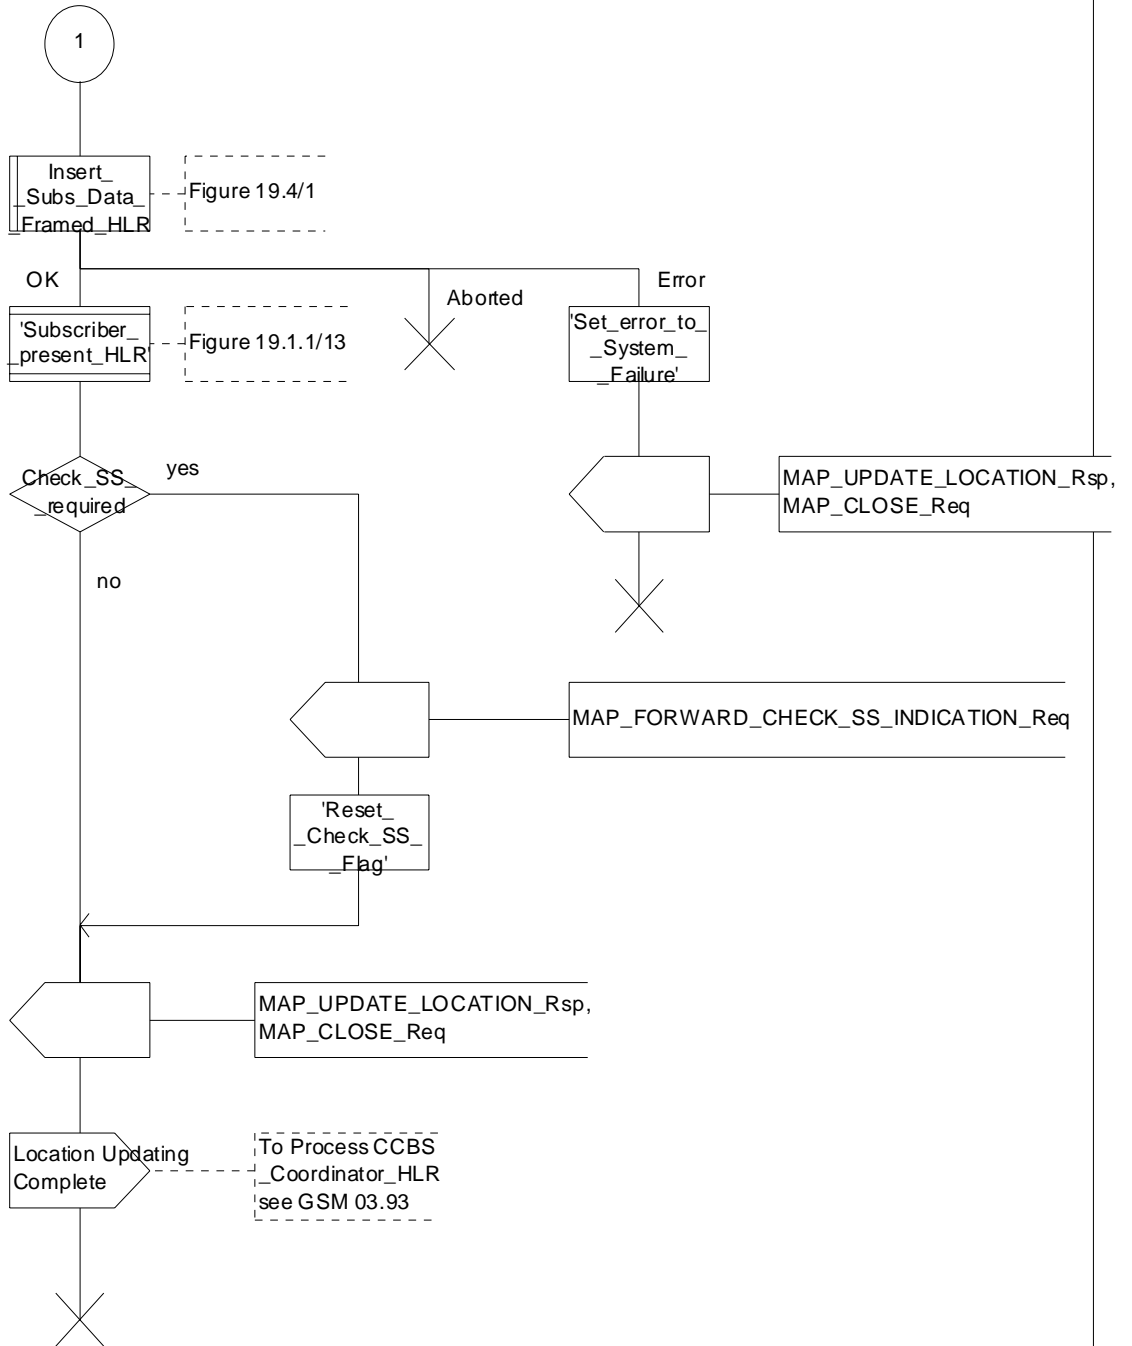 1
Insert_
_Subs_Data_
_Framed_HLR
Figure 19.4/1
OK
Aborted
Error
'Subscriber_
_present_HLR'
Figure 19.1.1/13
'Set_error_to_
_System_
_Failure'
Check_SS_
_required
yes
no
MAP_UPDATE_LOCATION_Rsp,
MAP_CLOSE_Req
MAP_FORWARD_CHECK_SS_INDICATION_Req
'Reset_
_Check_SS_
_Flag'
MAP_UPDATE_LOCATION_Rsp,
MAP_CLOSE_Req
Location Updating
Complete
To Process CCBS
_Coordinator_HLR
see GSM 03.93